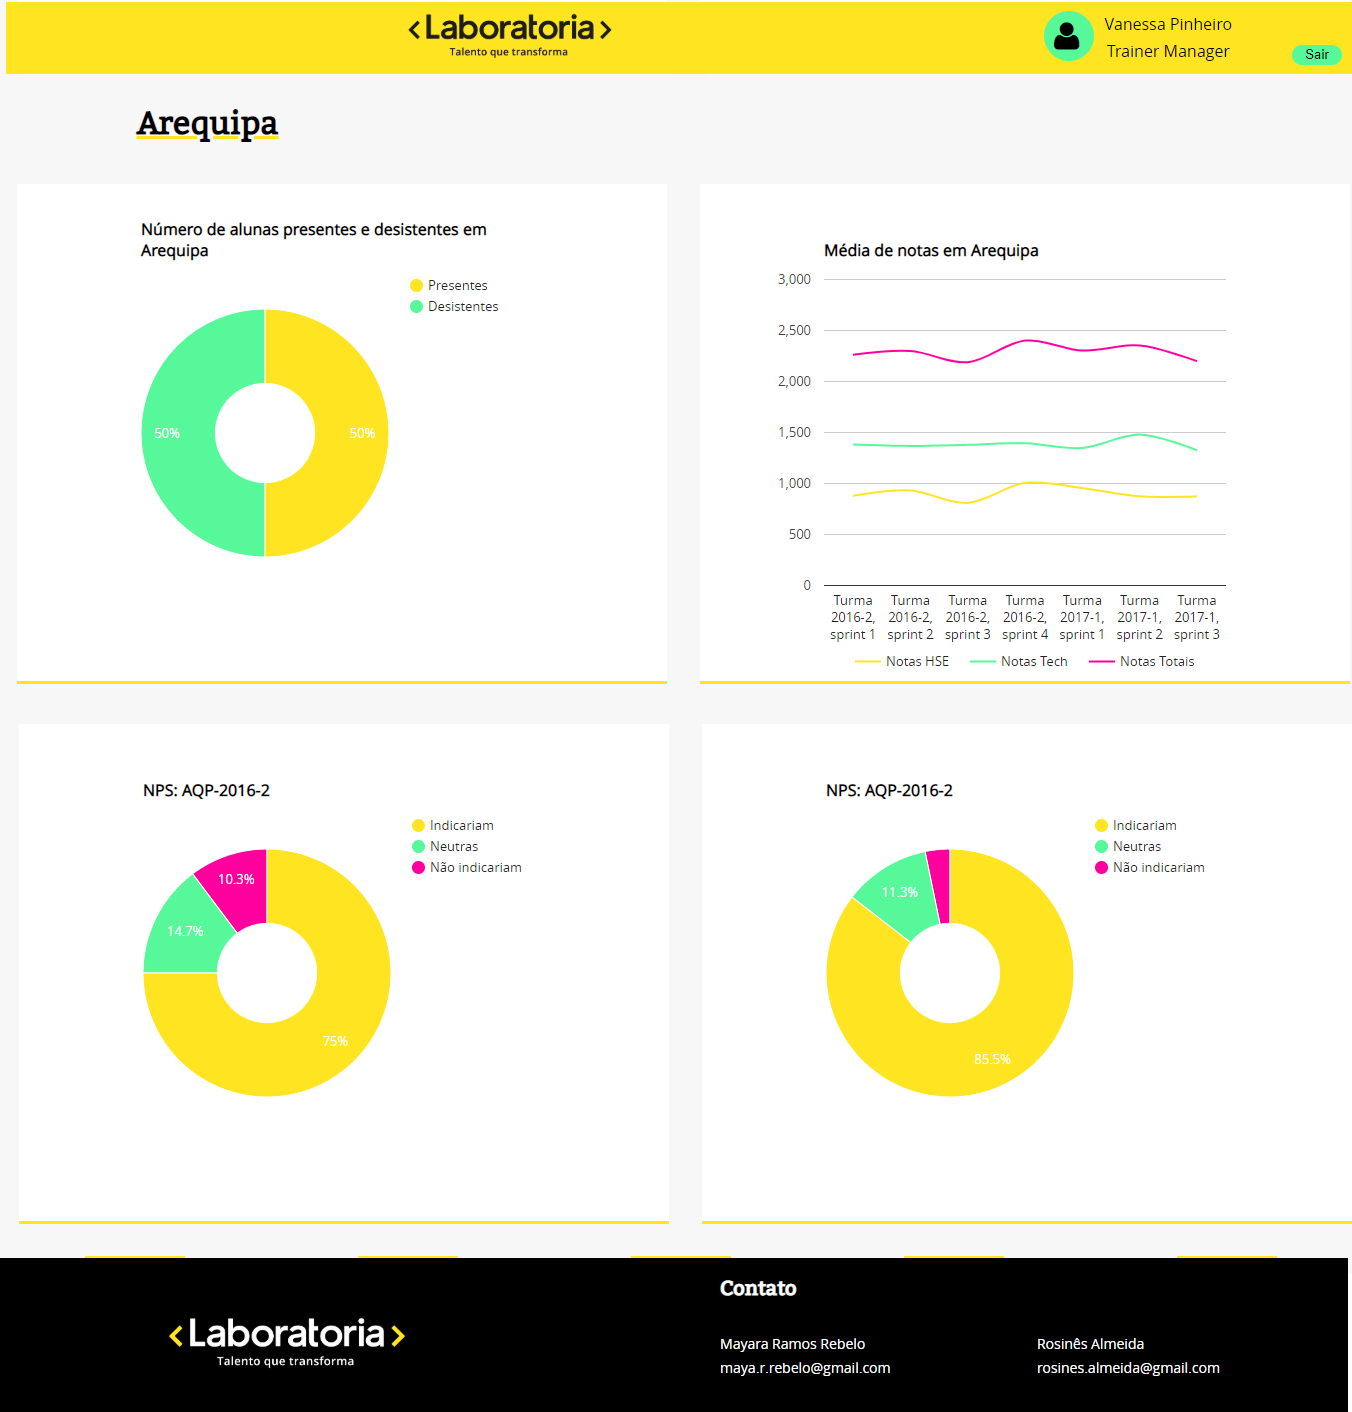 <Laboratoria>
Talento que transforma
Vanessa Pinheiro
Trainer Manager
Sair
Arequipa
Número de alunas presentes e desistentes em
Arequipa
Presentes
Desistentes
50%
50%
Média de notas em Arequipa
3,000
2,500
2,000
1,500
1,000
500
0
Turma 2016-2, sprint 1
Turma 2016-2, sprint 2
Turma 2016-2, sprint 3
Turma 2016-2, sprint 4
Turma 2017-1, sprint 1
Turma 2017-1, sprint 2
Turma 2017-1, sprint 3
Notas HSE
Notas Tech
Notas Totais
NPS: AQP-2016-2
Indicariam
Neutras
Não indicariam
10.3%
14.7%
75%
NPS: AQP-2016-2
Indicariam
Neutras
Não indicariam
11.3%
85.5%
<Laboratoria>
Talento que transforma
Contato
Mayara Ramos Rebelo
maya.r.rebelo@gmail.com
Rosinês Almeida
rosines.almeida@gmail.com